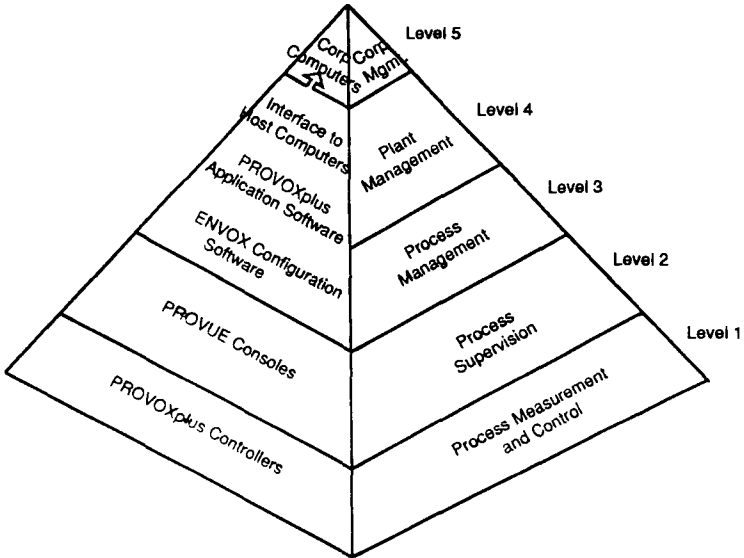 Level 5
Corp
Computers
Corp
Mgmt.
Level 4
Interface to
Host Computers
Plant
Management
PROVOXplus
Application Software
Level 3
ENVOX Configuration
Software
Process
Management
Level 2
PROVUE Consoles
Process
Supervision
Level 1
PROVOXplus Controllers
Process Measurement
and Control